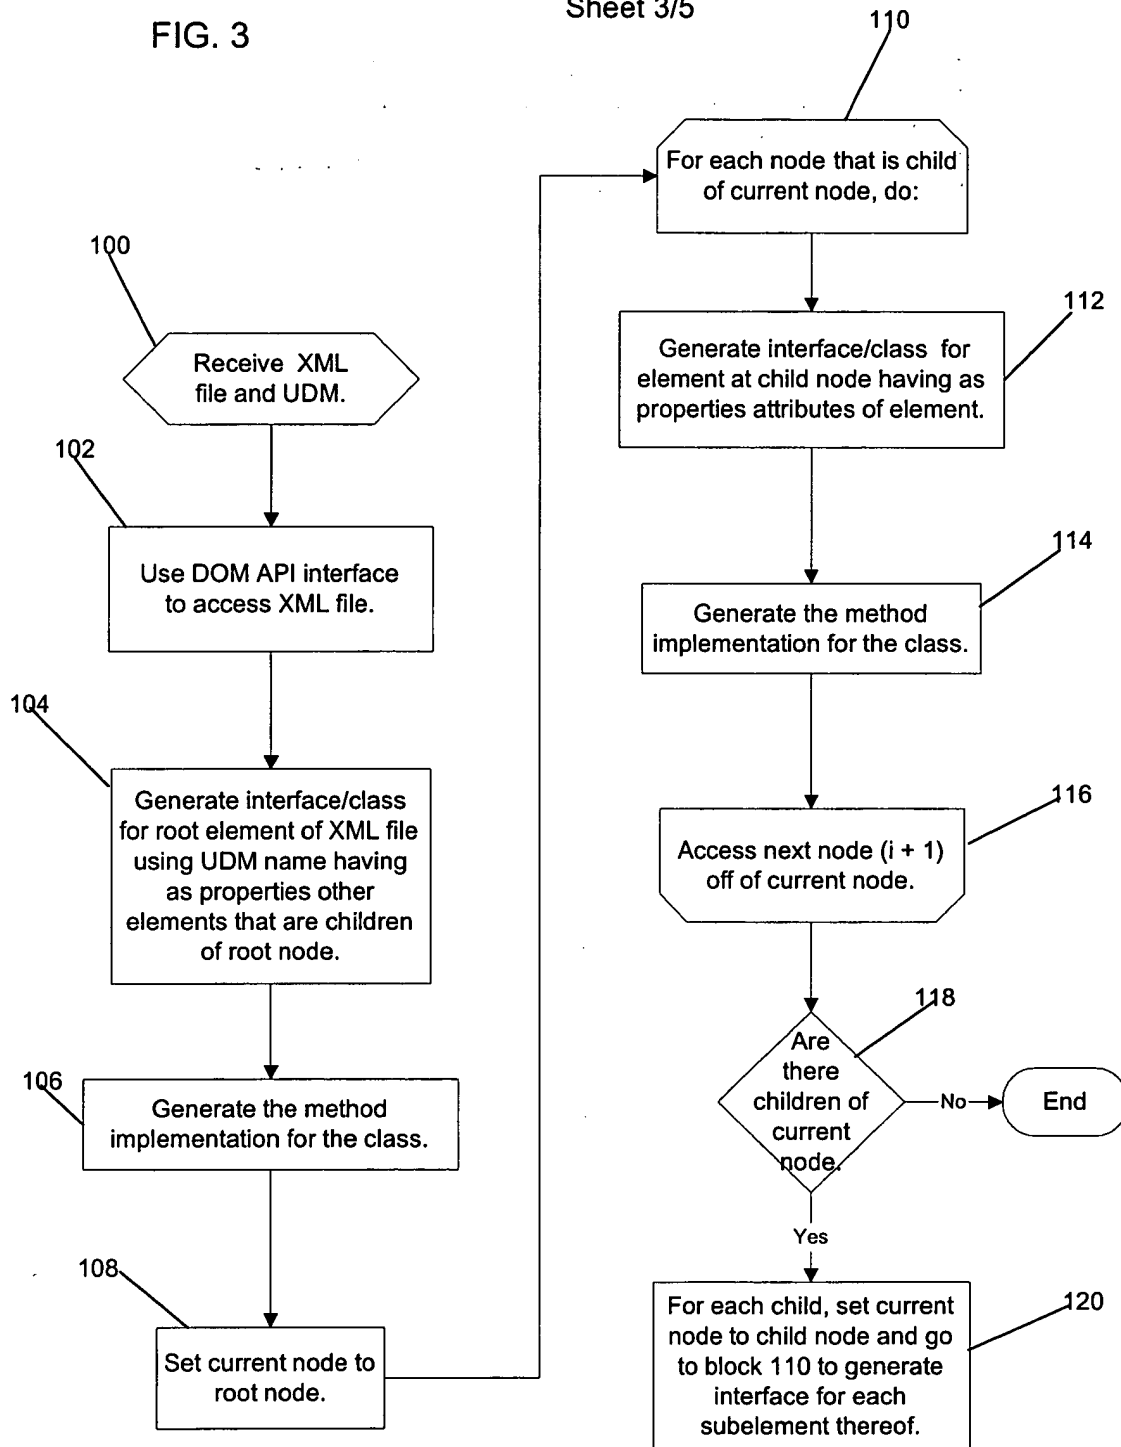 Sheet 3/5
FIG. 3
100
Receive XML
file and UDM.
102
Use DOM API interface
to access XML file.
104
Generate interface/class
for root element of XML file
using UDM name having
as properties other
elements that are children
of root node.
106
Generate the method
implementation for the class.
108
Set current node to
root node.
110
For each node that is child
of current node, do:
112
Generate interface/class for
element at child node having as
properties attributes of element.
114
Generate the method
implementation for the class.
116
Access next node (i + 1)
off of current node.
118
Are
there
children of
current
node.
No
End
Yes
120
For each child, set current
node to child node and go
to block 110 to generate
interface for each
subelement thereof.